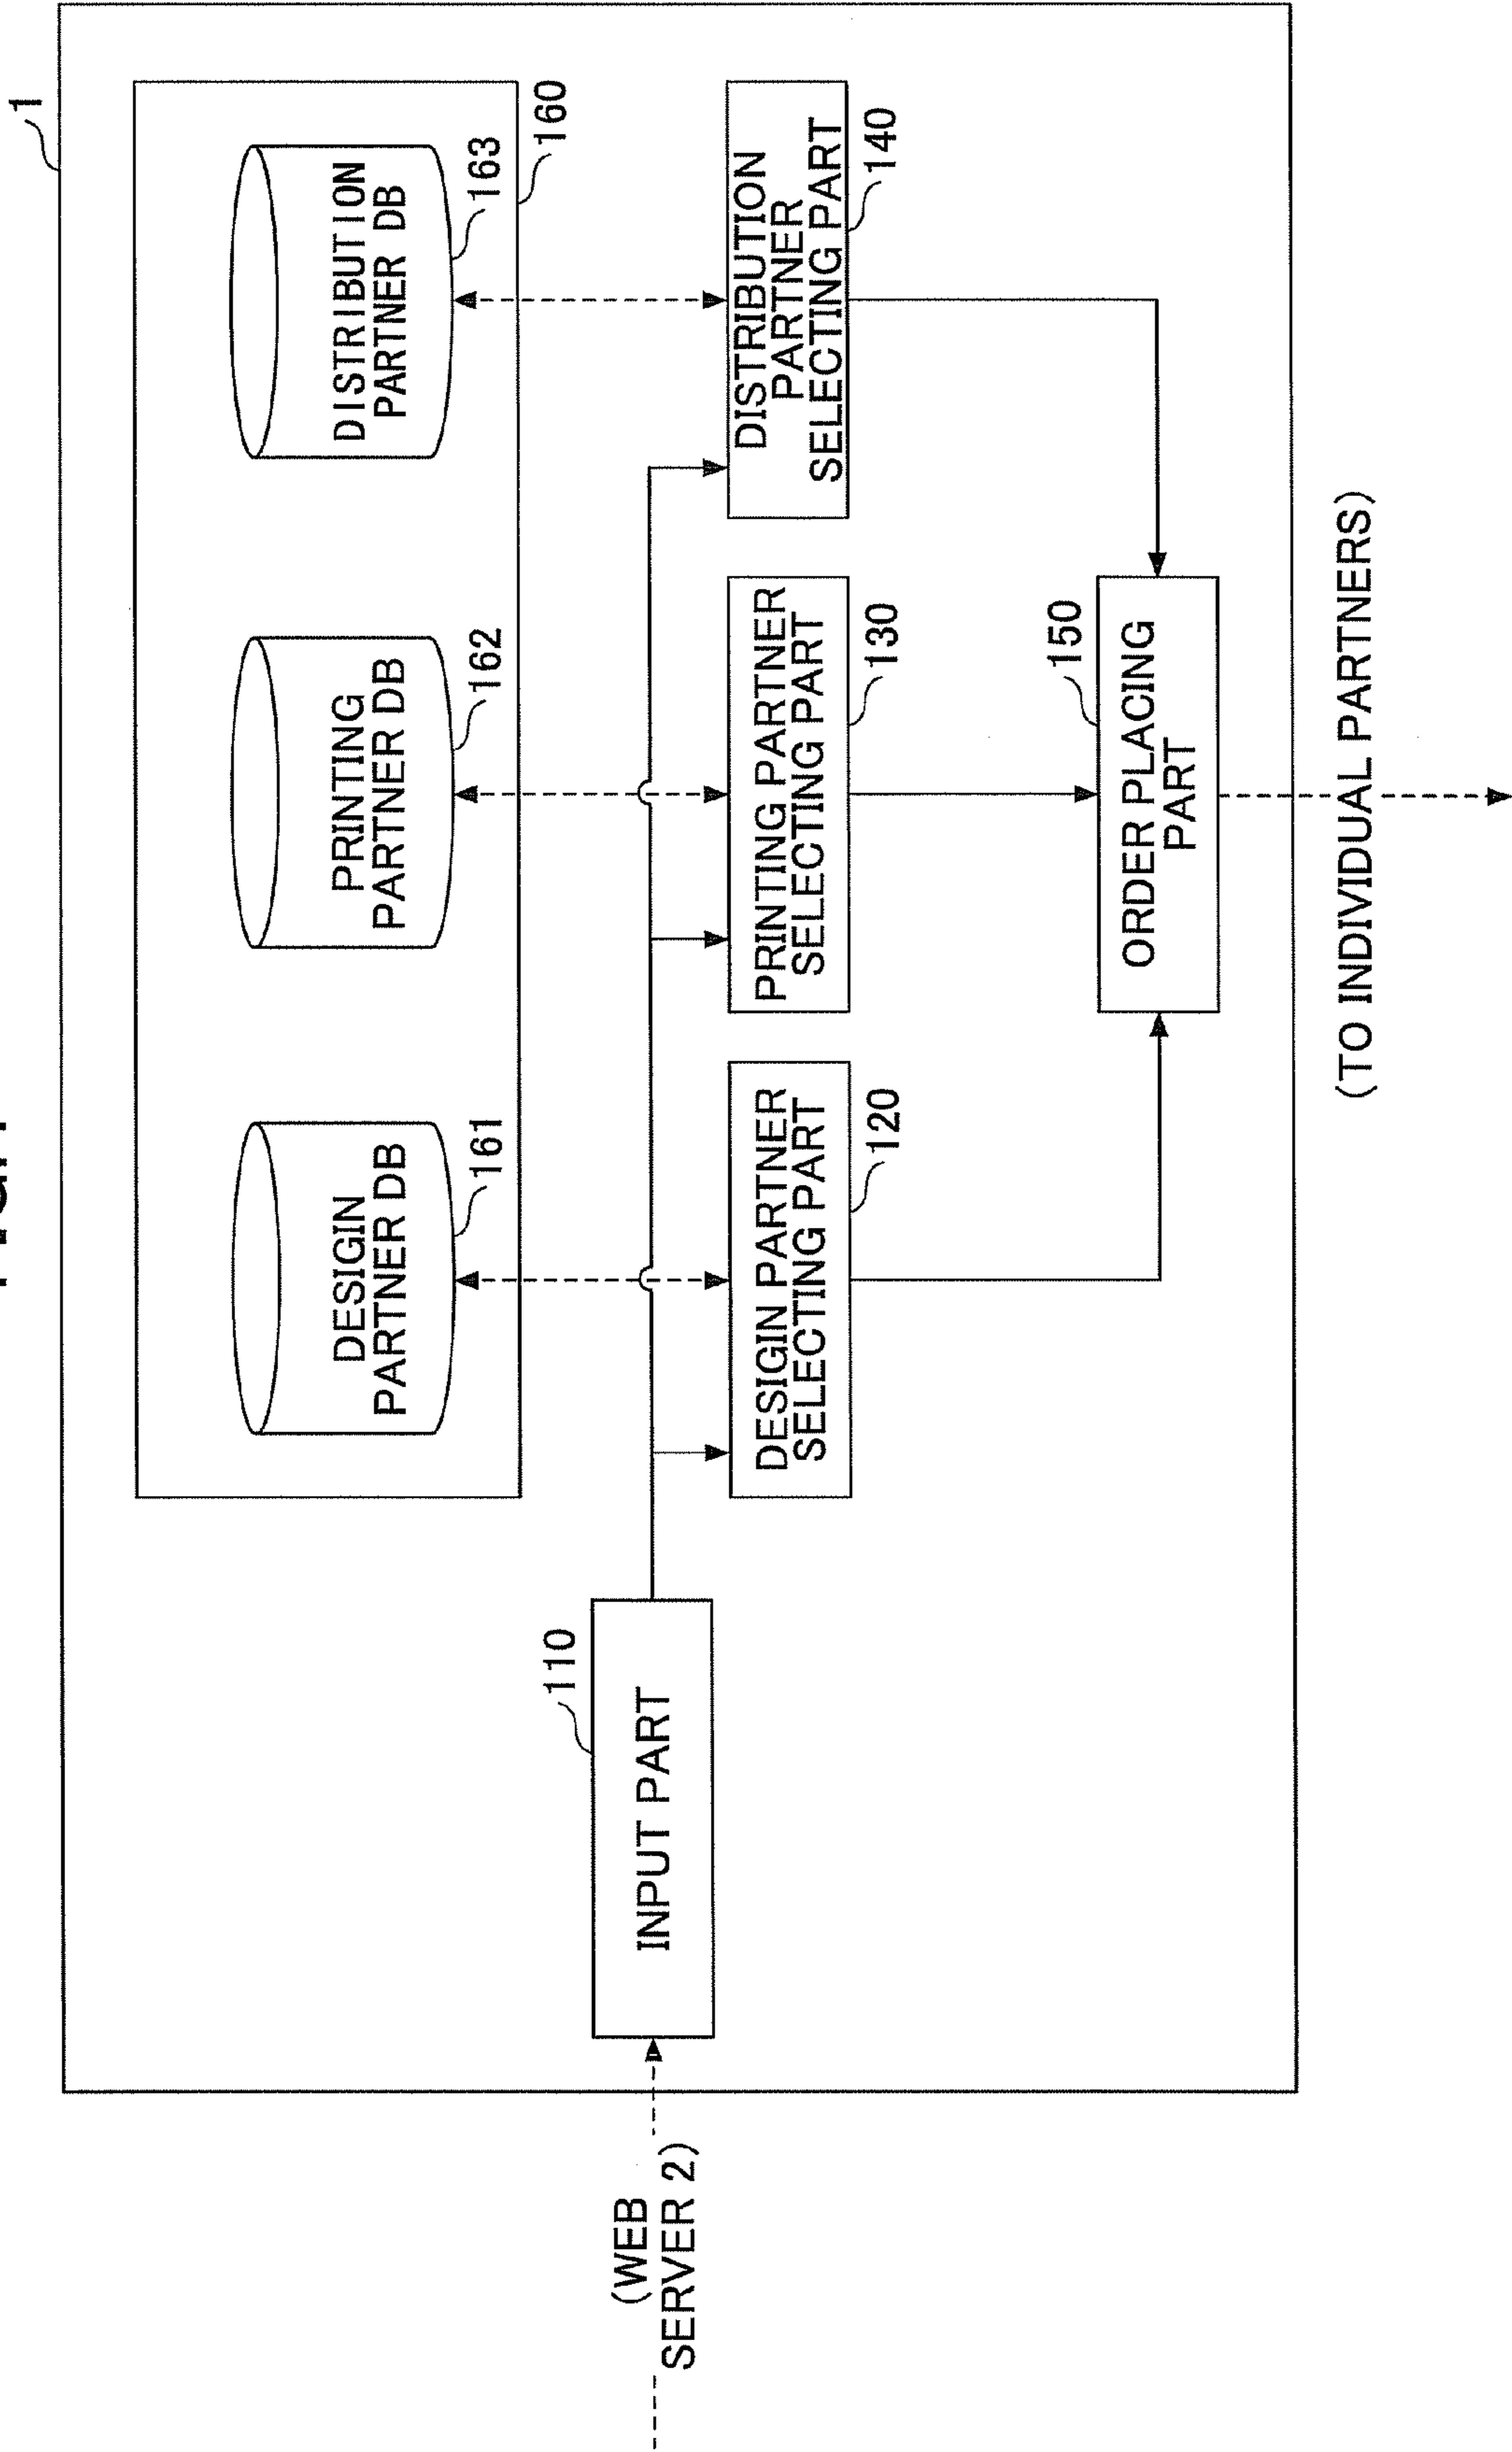 1
DESIGIN
PARTNER DB
161
PRINTING
PARTNER DB
162
DISTRIBUTION
PARTNER DB
163
160
110
INPUT PART
(WEB
SERVER 2)
DESIGIN PARTNER
SELECTING PART
120
PRINTING PARTNER
SELECTING PART
130
DISTRIBUTION
PARTNER
SELECTING PART
140
150
ORDER PLACING
PART
(TO INDIVIDUAL PARTNERS)